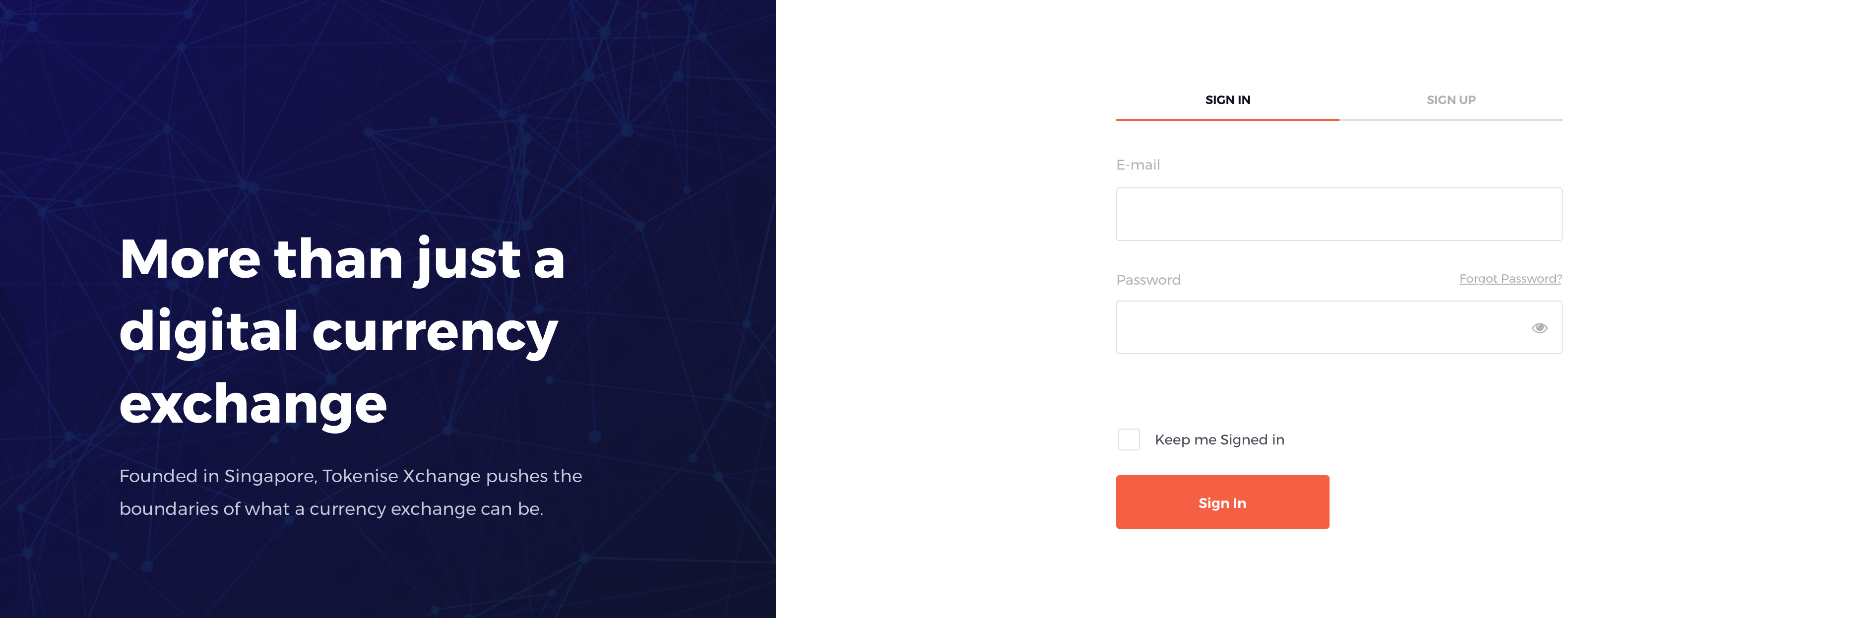 More than just a
digital currency
exchange
Founded in Singapore, Tokenise Xchange pushes the
boundaries of what a currency exchange can be.
SIGN IN
SIGN UP
E-mail
Password
Forgot Password?
Keep me Signed in
Sign In